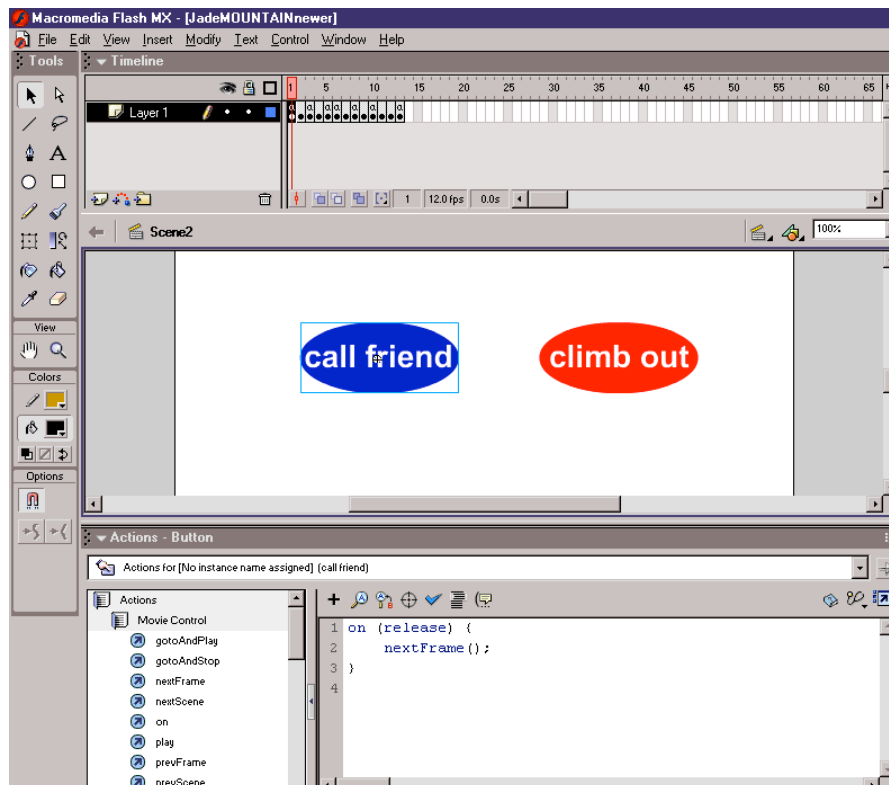 Macromedia Flash MX - [JadeMOUNTAINnewer]
File Edit View Insert Modify Text Control Window Help
Tools
Timeline
1 5 10 15 20 25 30 35 40 45 50 55 60 65
Layer 1
a a a a a a a
1 12.0 fps 0.0s
Scene2
100%
View
Colors
Options
call friend
climb out
Actions - Button
Actions for [No instance name assigned] (call friend)
Actions
Movie Control
gotoAndPlay
gotoAndStop
nextFrame
nextScene
on
play
prevFrame
prevScene
1 on (release) {
2 nextFrame();
3 }
4